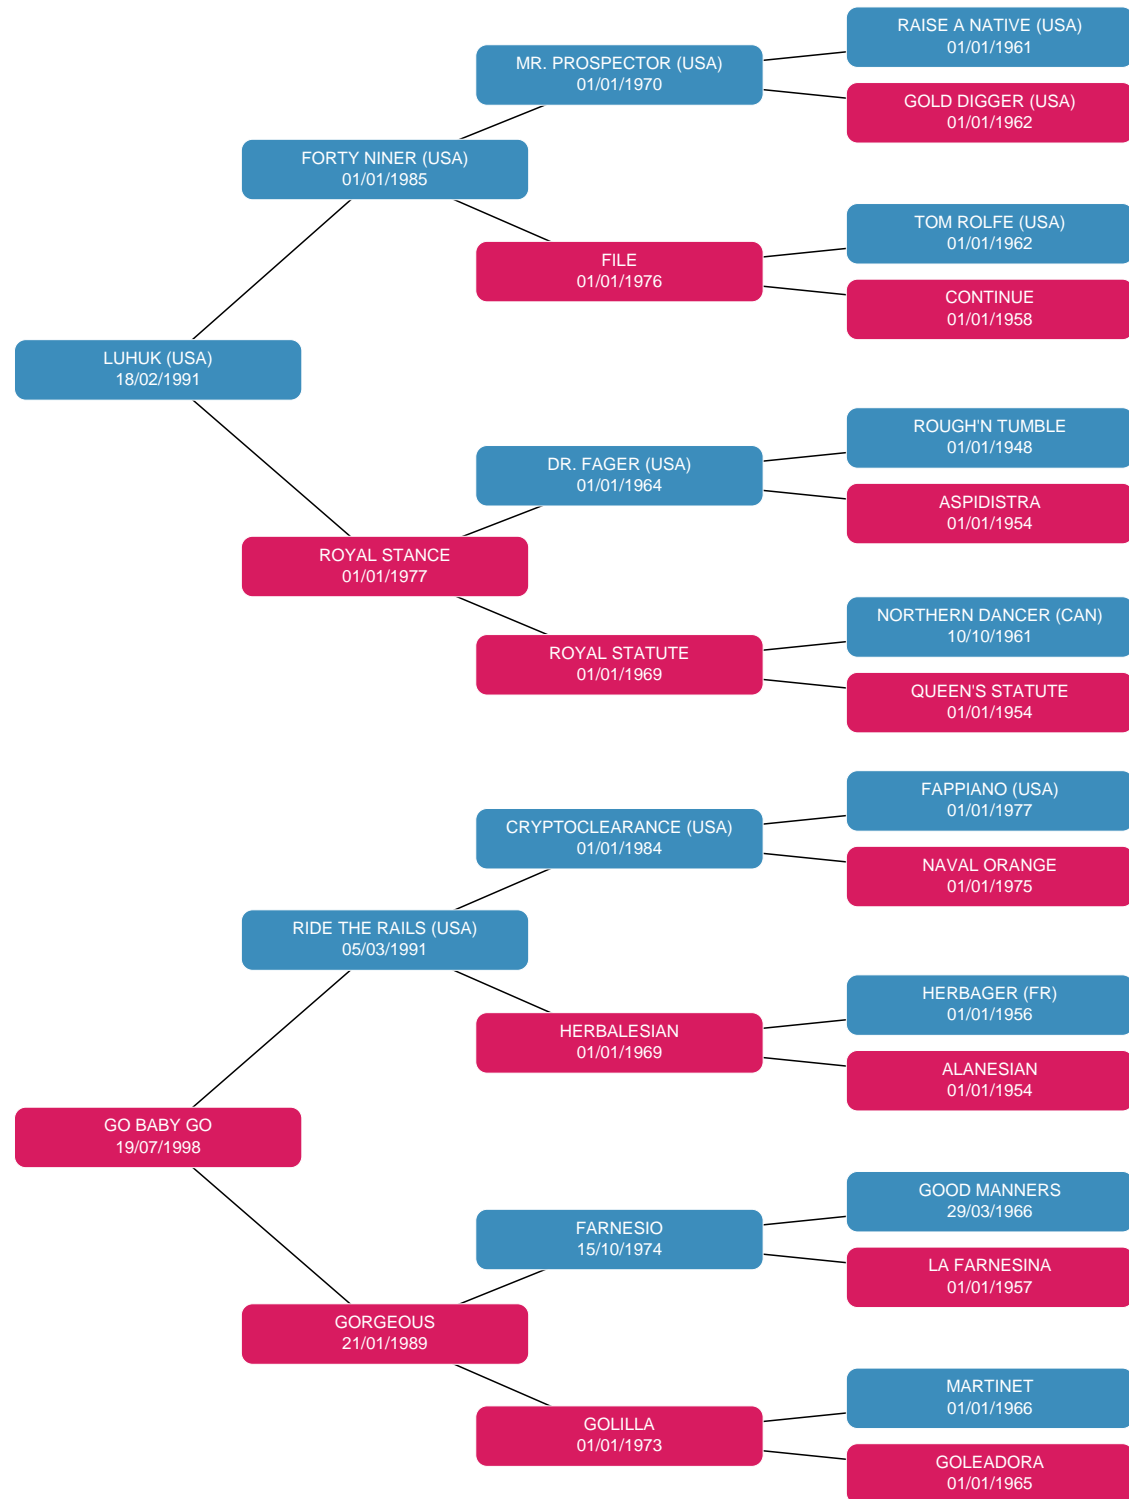 RAISE A NATIVE (USA)
01/01/1961
MR. PROSPECTOR (USA)
01/01/1970
GOLD DIGGER (USA)
01/01/1962
FORTY NINER (USA)
01/01/1985
TOM ROLFE (USA)
01/01/1962
FILE
01/01/1976
CONTINUE
01/01/1958
LUHUK (USA)
18/02/1991
ROUGH'N TUMBLE
01/01/1948
DR. FAGER (USA)
01/01/1964
ASPIDISTRA
01/01/1954
ROYAL STANCE
01/01/1977
NORTHERN DANCER (CAN)
10/10/1961
ROYAL STATUTE
01/01/1969
QUEEN'S STATUTE
01/01/1954
FAPPIANO (USA)
01/01/1977
CRYPTOCLEARANCE (USA)
01/01/1984
NAVAL ORANGE
01/01/1975
RIDE THE RAILS (USA)
05/03/1991
HERBAGER (FR)
01/01/1956
HERBALESIAN
01/01/1969
ALANESIAN
01/01/1954
GO BABY GO
19/07/1998
GOOD MANNERS
29/03/1966
FARNESIO
15/10/1974
LA FARNESINA
01/01/1957
GORGEOUS
21/01/1989
MARTINET
01/01/1966
GOLILLA
01/01/1973
GOLEADORA
01/01/1965